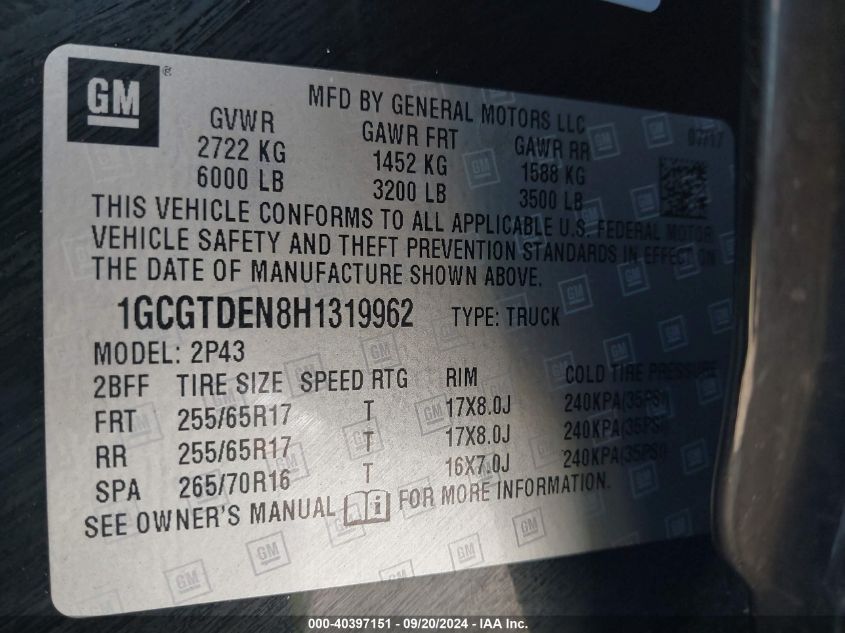 GM ®
MFD BY GENERAL MOTORS LLC
07/17
GVWR GAWR FRT GAWR RR
2722 KG 1452 KG 1588 KG
6000 LB 3200 LB 3500 LB
THIS VEHICLE CONFORMS TO ALL APPLICABLE U.S. FEDERAL MOTOR
VEHICLE SAFETY AND THEFT PREVENTION STANDARDS IN EFFECT ON
THE DATE OF MANUFACTURE SHOWN ABOVE.
1GCGTDEN8H1319962 TYPE: TRUCK
MODEL: 2P43
2BFF TIRE SIZE SPEED RTG RIM COLD TIRE PRESSURE
FRT 255/65R17 T 17X8.0J 240KPA(35PSI)
RR 255/65R17 T 17X8.0J 240KPA(35PSI)
SPA 265/70R16 T 16X7.0J 240KPA(35PSI)
SEE OWNER'S MANUAL i FOR MORE INFORMATION.
000-40397151 - 09/20/2024 - IAA Inc.